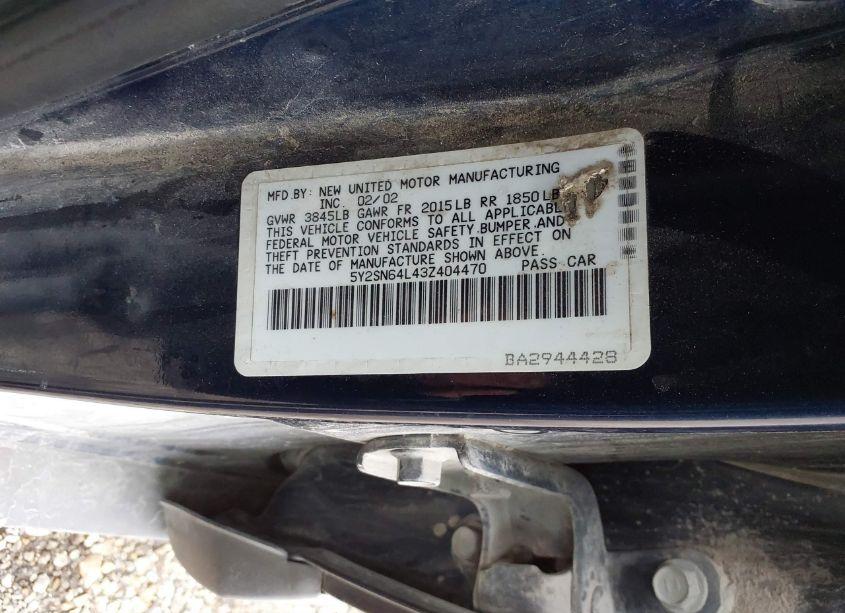 MFD.BY: NEW UNITED MOTOR MANUFACTURING
INC. 02/02
GVWR 3845LB GAWR FR 2015LB RR 1850LB
THIS VEHICLE CONFORMS TO ALL APPLICABLE
FEDERAL MOTOR VEHICLE SAFETY,BUMPER,AND
THEFT PREVENTION STANDARDS IN EFFECT ON
THE DATE OF MANUFACTURE SHOWN ABOVE.
5Y2SN64L43Z404470 PASS CAR
BA2944428